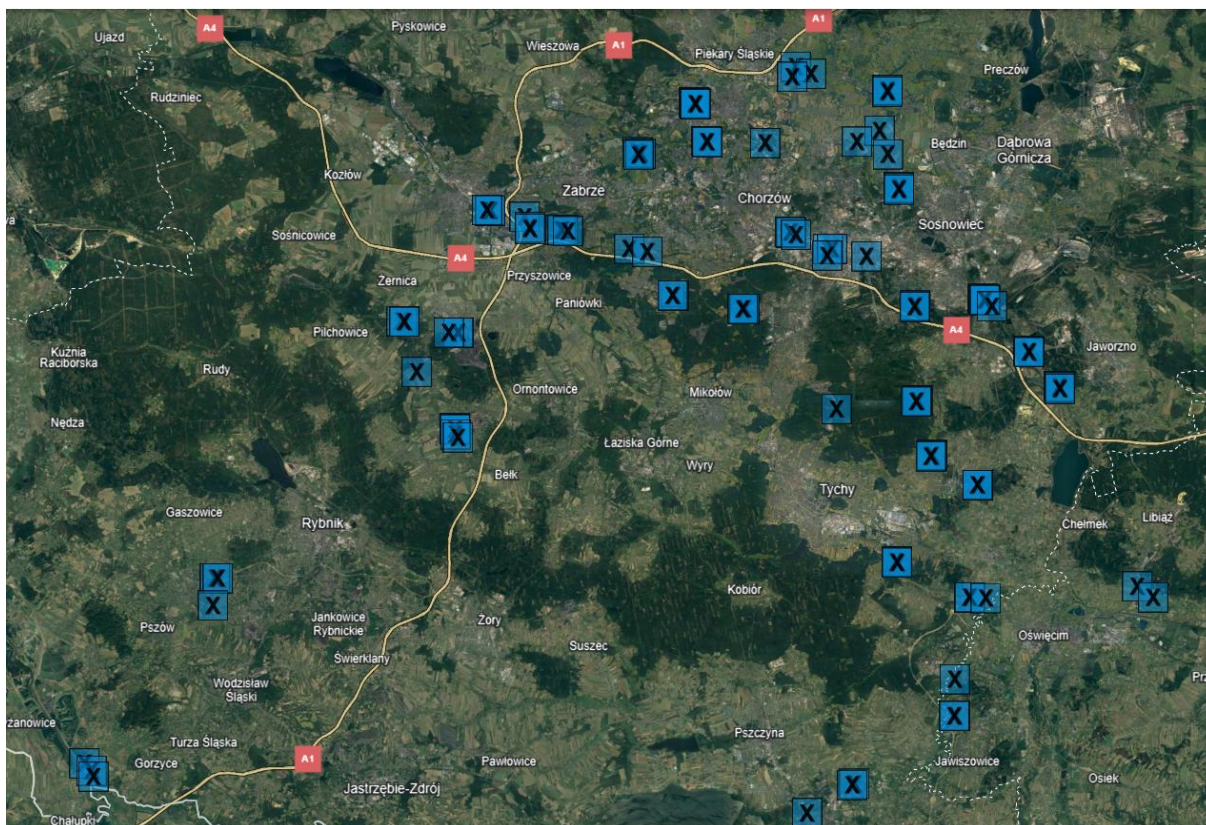 A1
A4
Pyskowice
Ujazd
A1
Wieszowa
Piekary Śląskie
Preczów
Rudziniec
X
X
X
X
X
X
X
X
X
X
X
X
Będzin
Dąbrowa
Górnicza
Kozłów
Zabrze
Chorzów
X
X
X
X
X
Sośnicowice
Sosnowiec
X
X
X
X
X
A4
Żernica
Przyszowice
Paniówki
X
X
X
X
X
X
X
X
A4
Pilchowice
Kuźnia
Raciborska
Rudy
Jaworzno
X
X
X
Ornontowice
Mikołów
X
X
Nędza
X
Łaziska Górne
Wyry
X
Bełk
Tychy
X
Gaszowice
Rybnik
Chełmek
Libiąż
X
X
Kobiór
X
X
X
X
X
Pszów
Jankowice
Rybnickie
Żory
Suszec
Oświęcim
Świerklany
Wodzisław
Śląski
X
X
Turza Śląska
Pszczyna
Gorzyce
A1
Pawłowice
Jawiszowice
X
Osiek
Jastrzębie-Zdrój
X
X
Chałupki